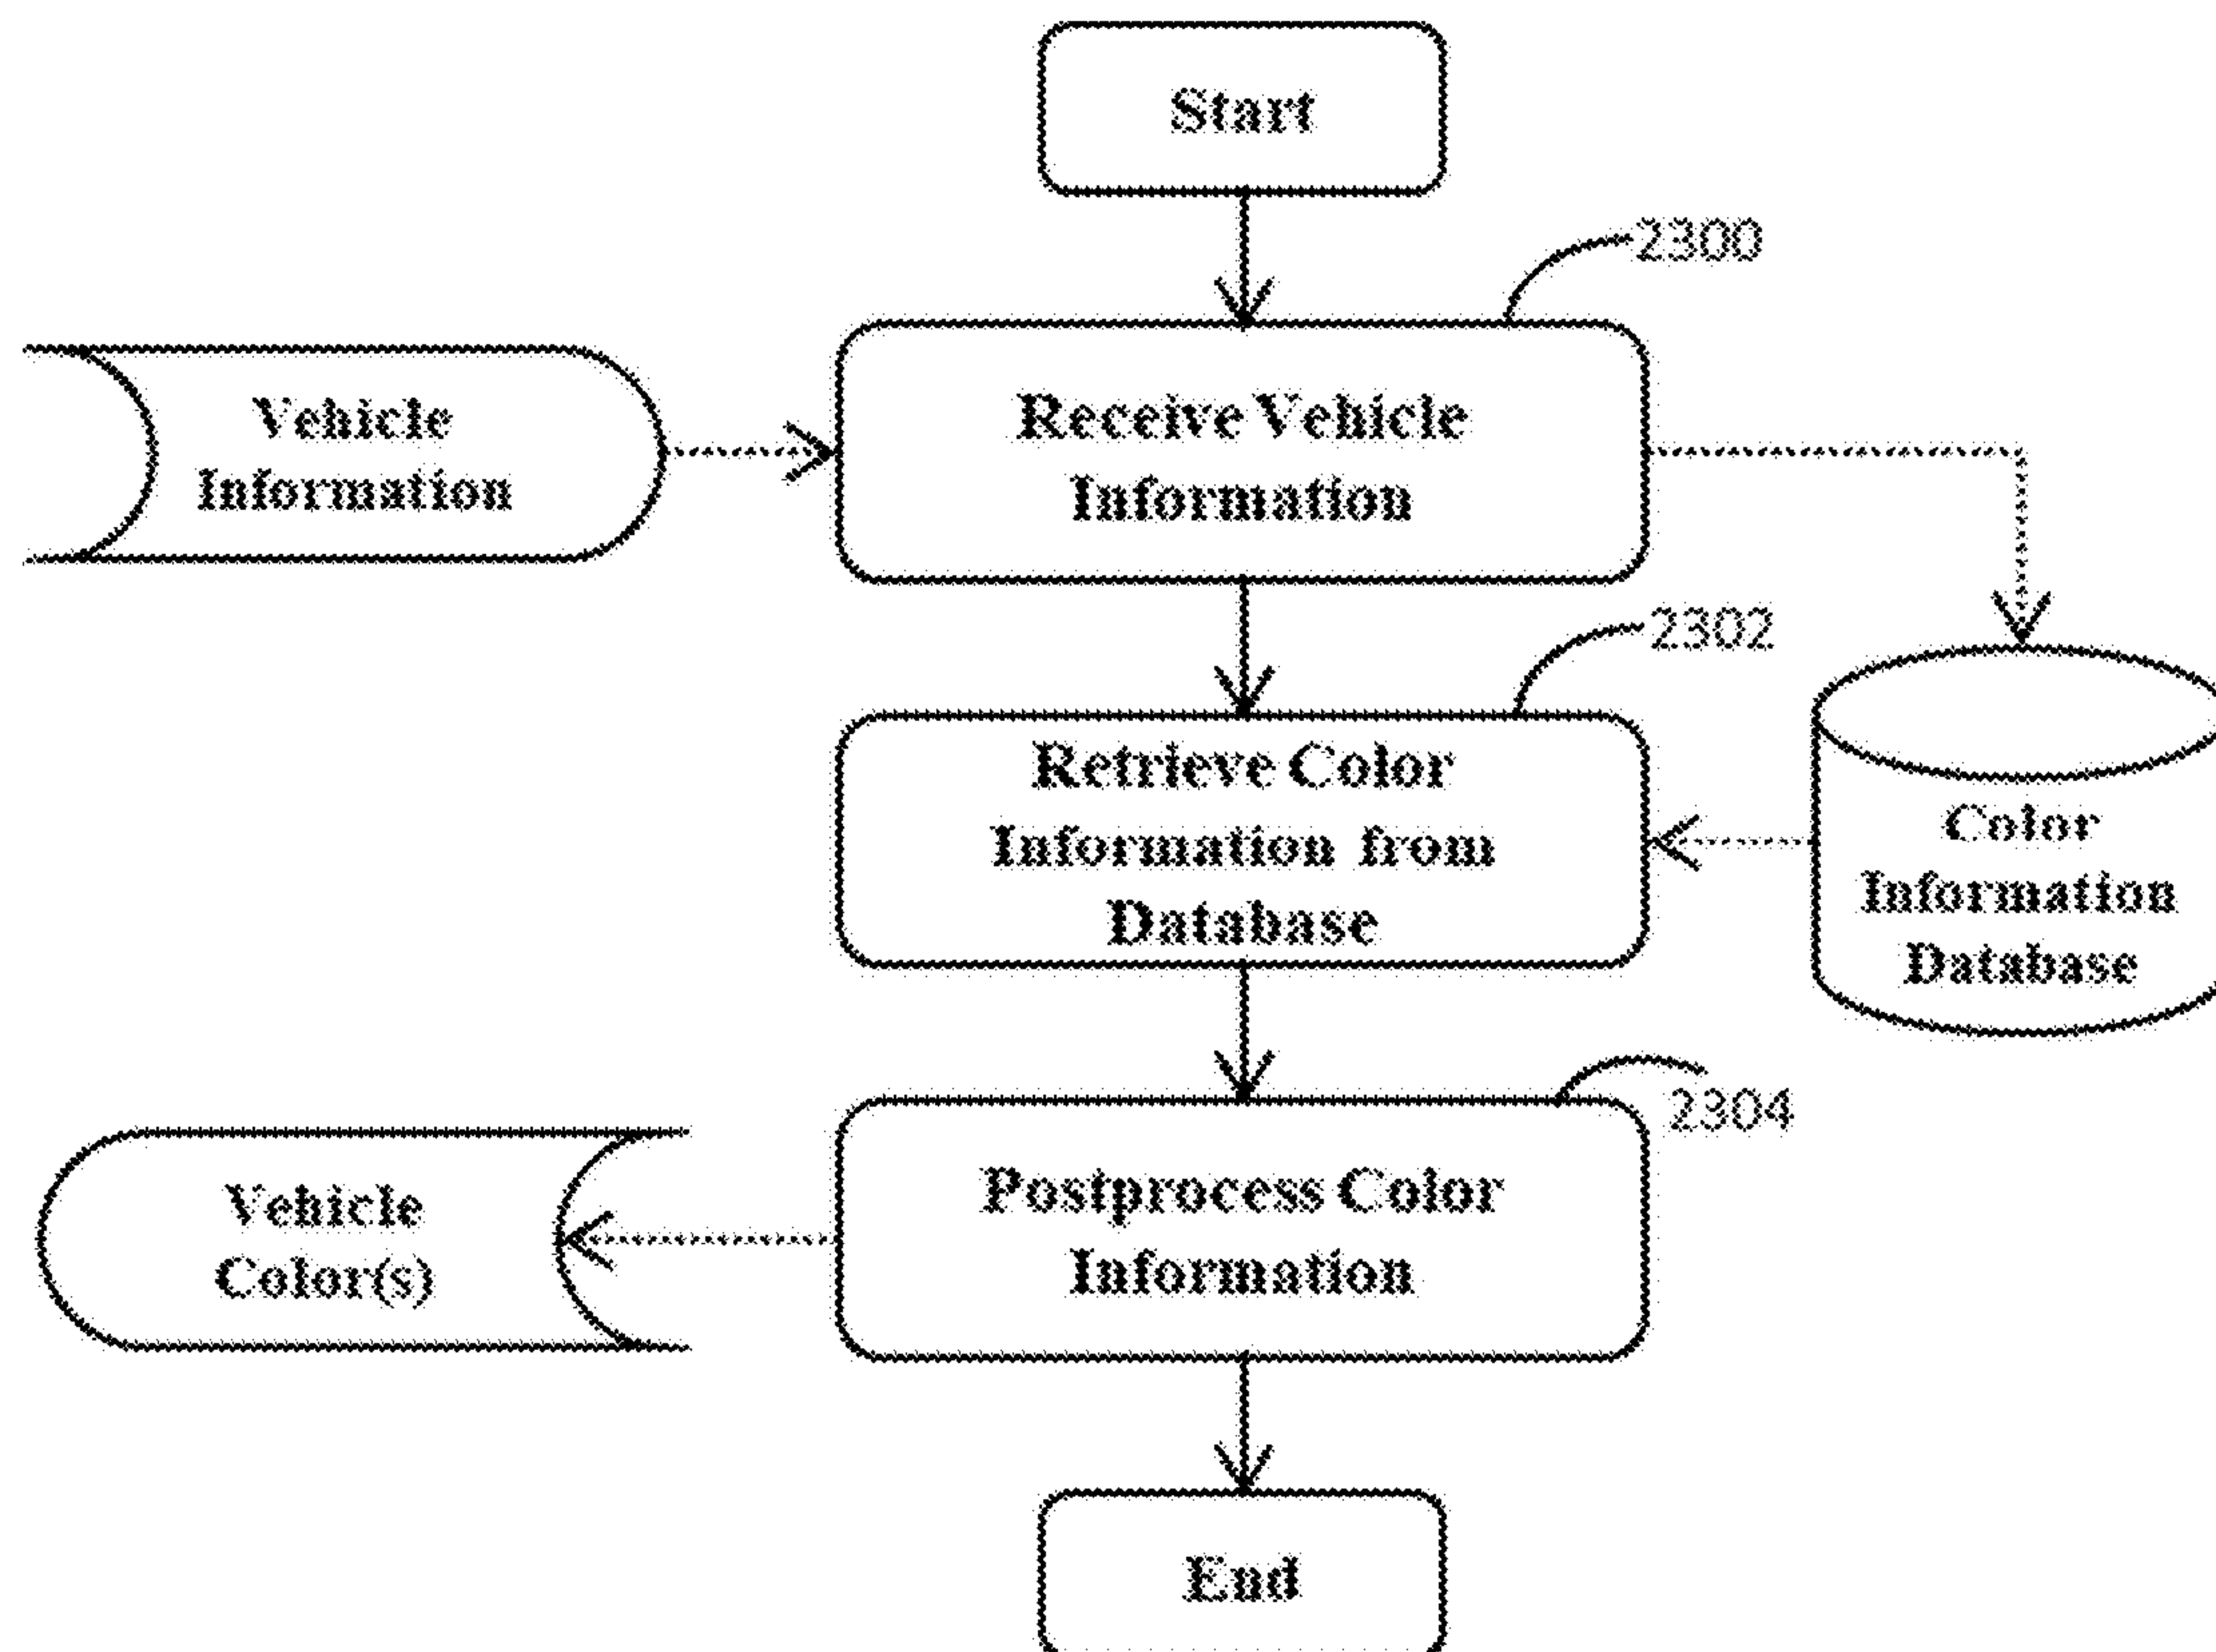 Start
2300
Vehicle
Information
Receive Vehicle
Information
2302
Retrieve Color
Information from
Database
Color
Information
Database
2304
Postprocess Color
Information
Vehicle
Color(s)
End